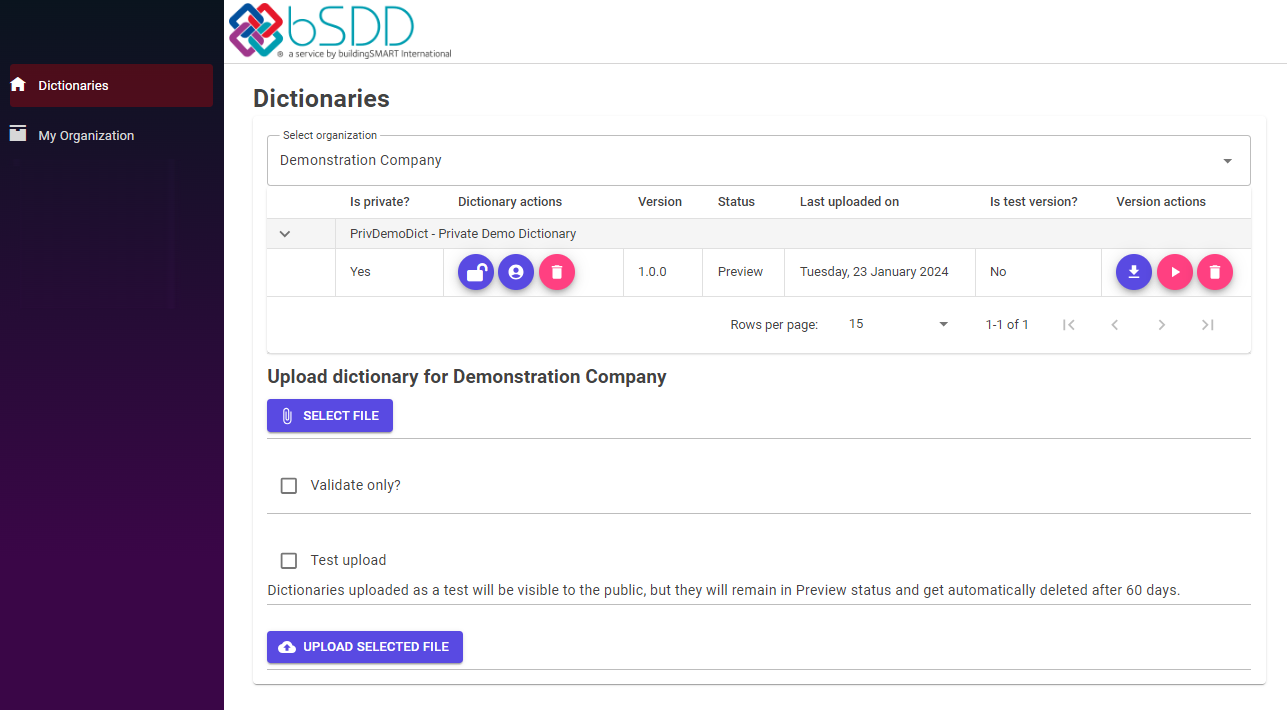 bSDD
® a service by buildingSMART International
Dictionaries
My Organization
Dictionaries
Select organization
Demonstration Company
Is private? Dictionary actions Version Status Last uploaded on Is test version? Version actions
PrivDemoDict - Private Demo Dictionary
Yes 1.0.0 Preview Tuesday, 23 January 2024 No
Rows per page: 15 1-1 of 1
Upload dictionary for Demonstration Company
SELECT FILE
Validate only?
Test upload
Dictionaries uploaded as a test will be visible to the public, but they will remain in Preview status and get automatically deleted after 60 days.
UPLOAD SELECTED FILE